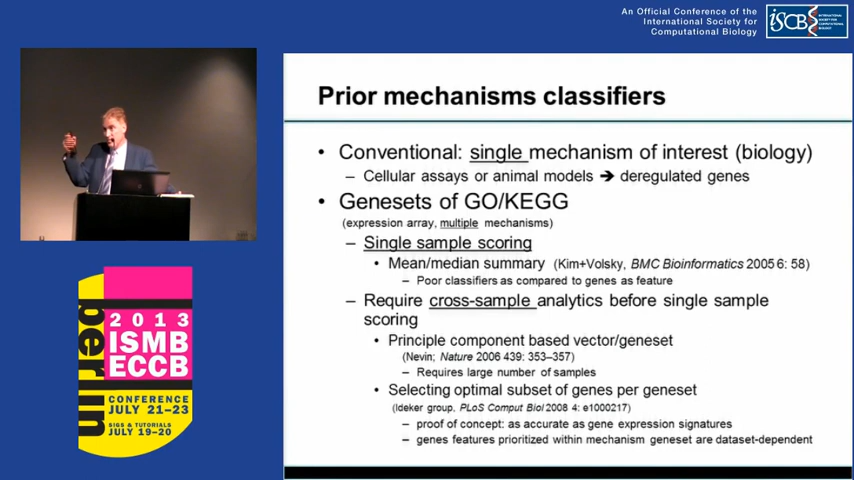 An Official Conference of the
International Society for
Computational Biology
ISCB
INTERNATIONAL
SOCIETY FOR
COMPUTATIONAL
BIOLOGY
Prior mechanisms classifiers
• Conventional: single mechanism of interest (biology)
– Cellular assays or animal models ➔ deregulated genes
• Genesets of GO/KEGG
(expression array, multiple mechanisms)
– Single sample scoring
• Mean/median summary (Kim+Volsky, BMC Bioinformatics 2005 6: 58)
– Poor classifiers as compared to genes as feature
– Require cross-sample analytics before single sample
scoring
• Principle component based vector/geneset
(Nevin; Nature 2006 439: 353–357)
– Requires large number of samples
• Selecting optimal subset of genes per geneset
(Ideker group. PLoS Comput Biol 2008 4: e1000217)
– proof of concept: as accurate as gene expression signatures
– genes features prioritized within mechanism geneset are dataset-dependent
berlin
2013
ISMB
ECCB
CONFERENCE
JULY 21–23
SIGS & TUTORIALS
JULY 19–20